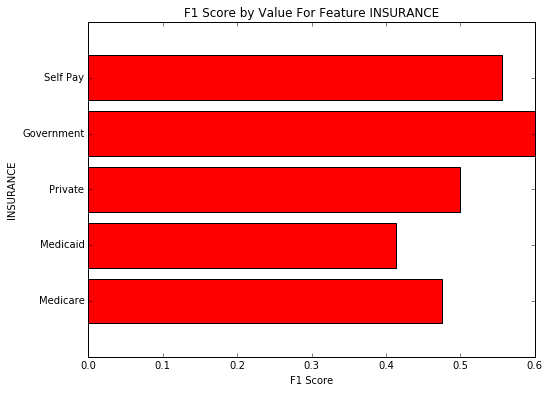 F1 Score by Value For Feature INSURANCE
INSURANCE
Self Pay
Government
Private
Medicaid
Medicare
0.0 0.1 0.2 0.3 0.4 0.5 0.6
F1 Score